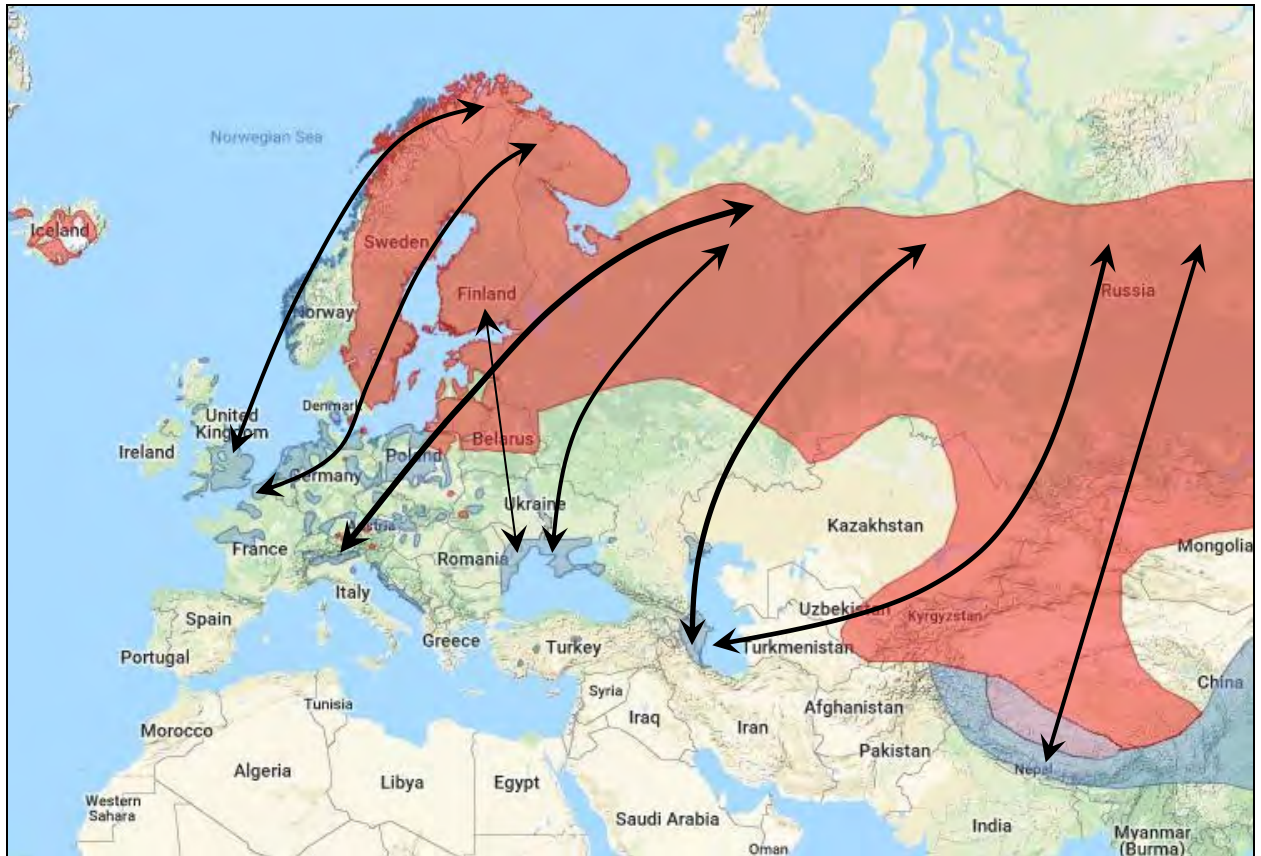 Norwegian Sea
Iceland
Sweden
Finland
Russia
Norway
United
Kingdom
Denmark
Ireland
Belarus
Poland
Germany
Ukraine
Austria
Kazakhstan
France
Romania
Mongolia
Italy
Uzbekistan
Kyrgyzstan
Spain
Greece
Turkey
Turkmenistan
Portugal
China
Syria
Tunisia
Afghanistan
Iraq
Iran
Morocco
Pakistan
Algeria
Libya
Egypt
Nepal
Western
Sahara
Saudi Arabia
India
Myanmar
(Burma)
Oman